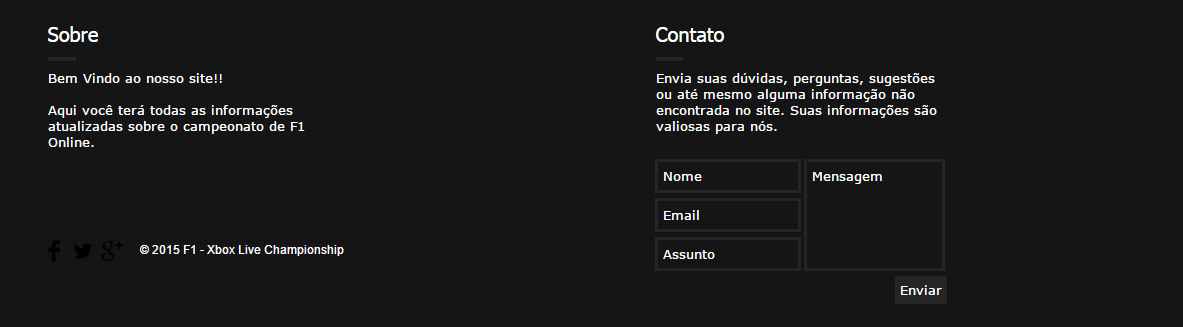 Sobre
Bem Vindo ao nosso site!!
Aqui você terá todas as informações
atualizadas sobre o campeonato de F1
Online.
© 2015 F1 - Xbox Live Championship
Contato
Envia suas dúvidas, perguntas, sugestões
ou até mesmo alguma informação não
encontrada no site. Suas informações são
valiosas para nós.
Nome
Mensagem
Email
Assunto
Enviar